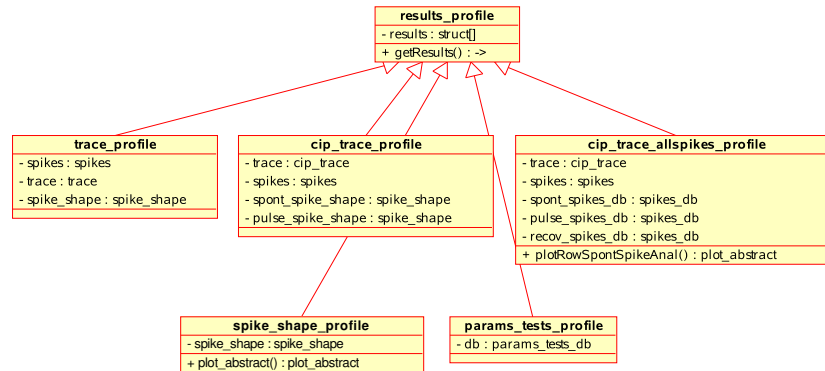 results_profile
- results : struct[]
+ getResults() : ->
trace_profile
- spikes : spikes
- trace : trace
- spike_shape : spike_shape
cip_trace_profile
- trace : cip_trace
- spikes : spikes
- spont_spike_shape : spike_shape
- pulse_spike_shape : spike_shape
cip_trace_allspikes_profile
- trace : cip_trace
- spikes : spikes
- spont_spikes_db : spikes_db
- pulse_spikes_db : spikes_db
- recov_spikes_db : spikes_db
+ plotRowSpontSpikeAnal() : plot_abstract
spike_shape_profile
- spike_shape : spike_shape
+ plot_abstract() : plot_abstract
params_tests_profile
- db : params_tests_db